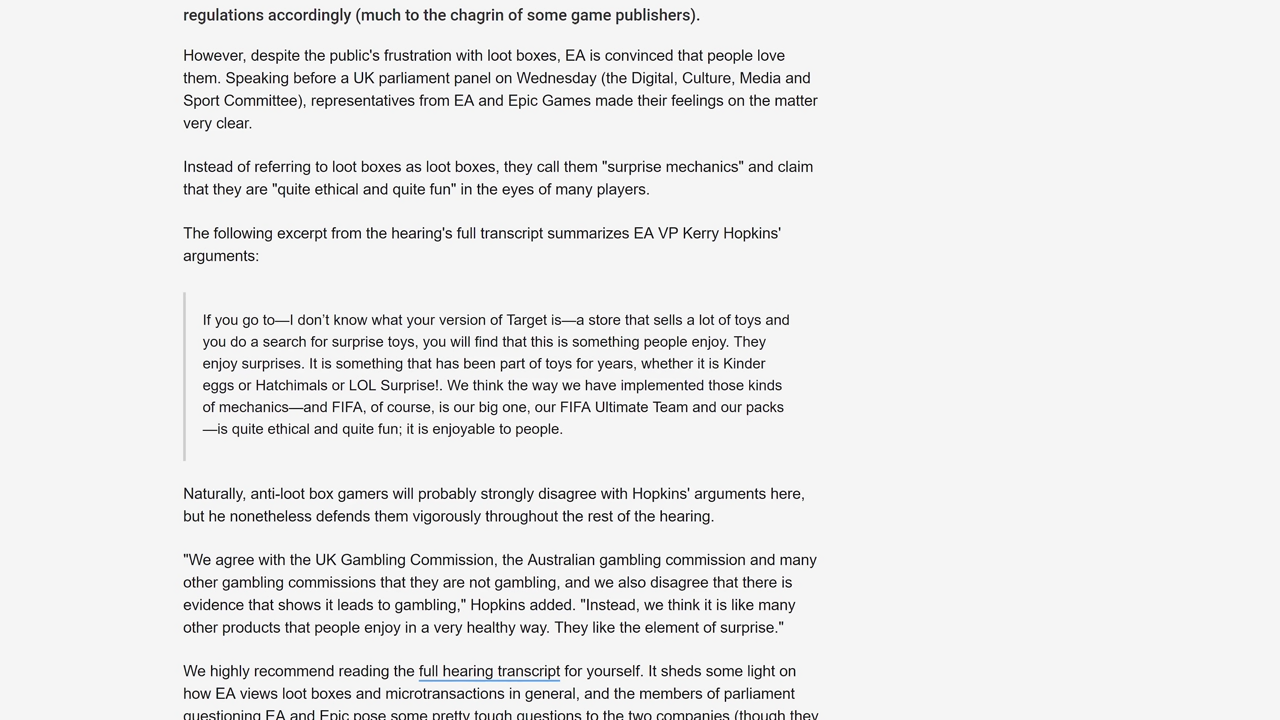 regulations accordingly (much to the chagrin of some game publishers).
However, despite the public's frustration with loot boxes, EA is convinced that people love
them. Speaking before a UK parliament panel on Wednesday (the Digital, Culture, Media and
Sport Committee), representatives from EA and Epic Games made their feelings on the matter
very clear.
Instead of referring to loot boxes as loot boxes, they call them "surprise mechanics" and claim
that they are "quite ethical and quite fun" in the eyes of many players.
The following excerpt from the hearing's full transcript summarizes EA VP Kerry Hopkins'
arguments:
If you go to—I don’t know what your version of Target is—a store that sells a lot of toys and
you do a search for surprise toys, you will find that this is something people enjoy. They
enjoy surprises. It is something that has been part of toys for years, whether it is Kinder
eggs or Hatchimals or LOL Surprise!. We think the way we have implemented those kinds
of mechanics—and FIFA, of course, is our big one, our FIFA Ultimate Team and our packs
—is quite ethical and quite fun; it is enjoyable to people.
Naturally, anti-loot box gamers will probably strongly disagree with Hopkins' arguments here,
but he nonetheless defends them vigorously throughout the rest of the hearing.
"We agree with the UK Gambling Commission, the Australian gambling commission and many
other gambling commissions that they are not gambling, and we also disagree that there is
evidence that shows it leads to gambling," Hopkins added. "Instead, we think it is like many
other products that people enjoy in a very healthy way. They like the element of surprise."
We highly recommend reading the full hearing transcript for yourself. It sheds some light on
how EA views loot boxes and microtransactions in general, and the members of parliament
questioning EA and Epic pose some pretty tough questions to the two companies (though they